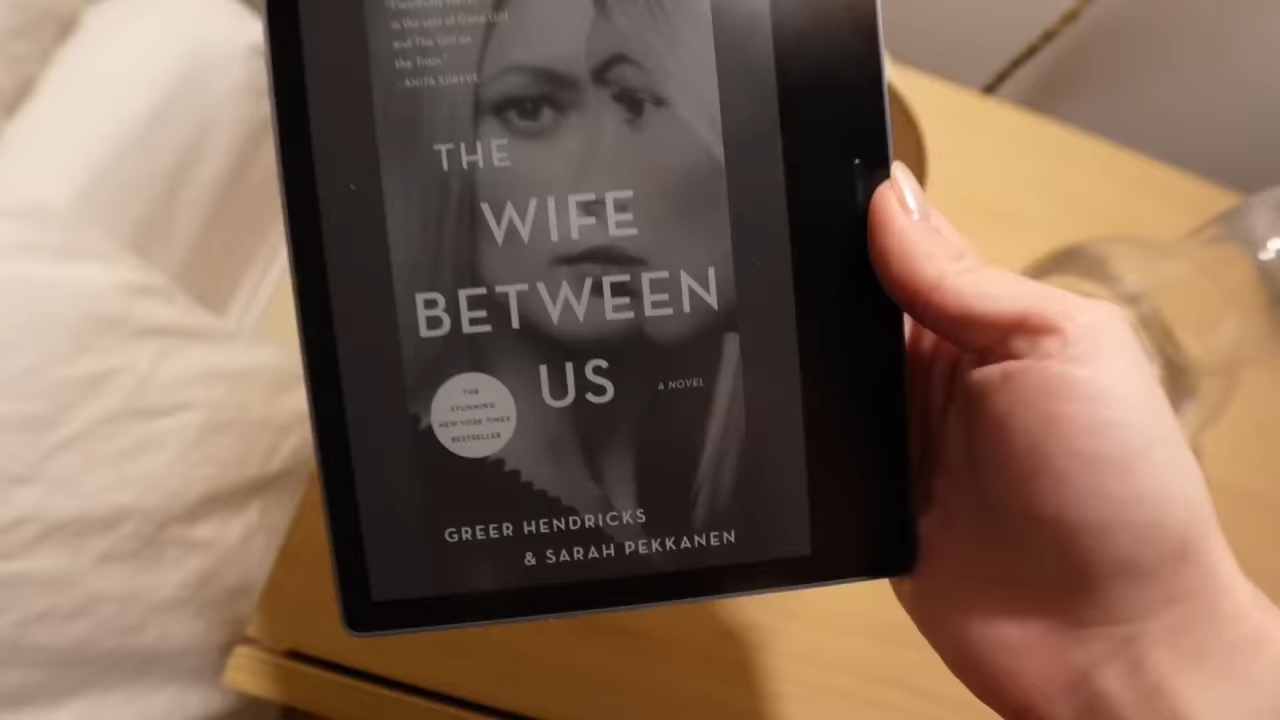 in the vein of Gone Girl
and The Girl on
the Train."
—ANITA SHREVE
THE
WIFE
BETWEEN
US
A NOVEL
THE
STUNNING
NEW YORK TIMES
BESTSELLER
GREER HENDRICKS
& SARAH PEKKANEN